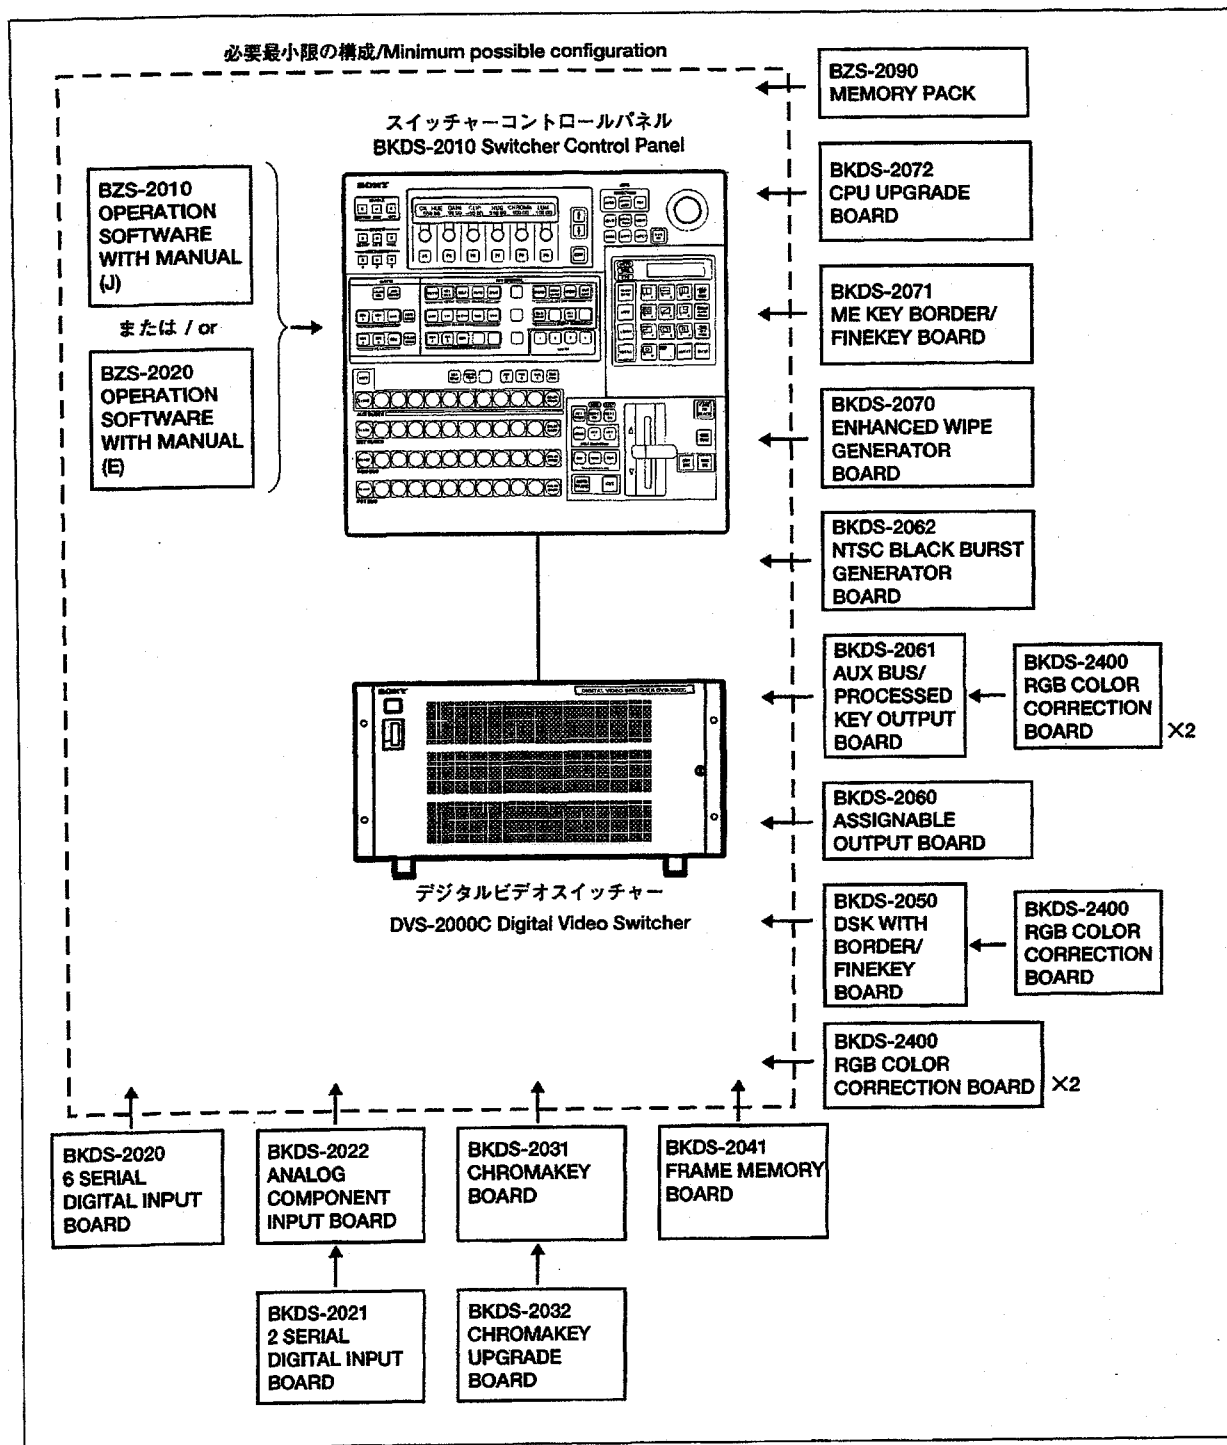 必要最小限の構成/Minimum possible configuration
スイッチャーコントロールパネル
BKDS-2010 Switcher Control Panel
BZS-2010
OPERATION
SOFTWARE
WITH MANUAL
(J)
または / or
BZS-2020
OPERATION
SOFTWARE
WITH MANUAL
(E)
SONY
SONY
デジタルビデオスイッチャー
DVS-2000C Digital Video Switcher
BZS-2090
MEMORY PACK
BKDS-2072
CPU UPGRADE
BOARD
BKDS-2071
ME KEY BORDER/
FINEKEY BOARD
BKDS-2070
ENHANCED WIPE
GENERATOR
BOARD
BKDS-2062
NTSC BLACK BURST
GENERATOR
BOARD
BKDS-2061
AUX BUS/
PROCESSED
KEY OUTPUT
BOARD
BKDS-2400
RGB COLOR
CORRECTION
BOARD
×2
BKDS-2060
ASSIGNABLE
OUTPUT BOARD
BKDS-2050
DSK WITH
BORDER/
FINEKEY
BOARD
BKDS-2400
RGB COLOR
CORRECTION
BOARD
BKDS-2400
RGB COLOR
CORRECTION BOARD
×2
BKDS-2020
6 SERIAL
DIGITAL INPUT
BOARD
BKDS-2022
ANALOG
COMPONENT
INPUT BOARD
BKDS-2031
CHROMAKEY
BOARD
BKDS-2041
FRAME MEMORY
BOARD
BKDS-2021
2 SERIAL
DIGITAL INPUT
BOARD
BKDS-2032
CHROMAKEY
UPGRADE
BOARD